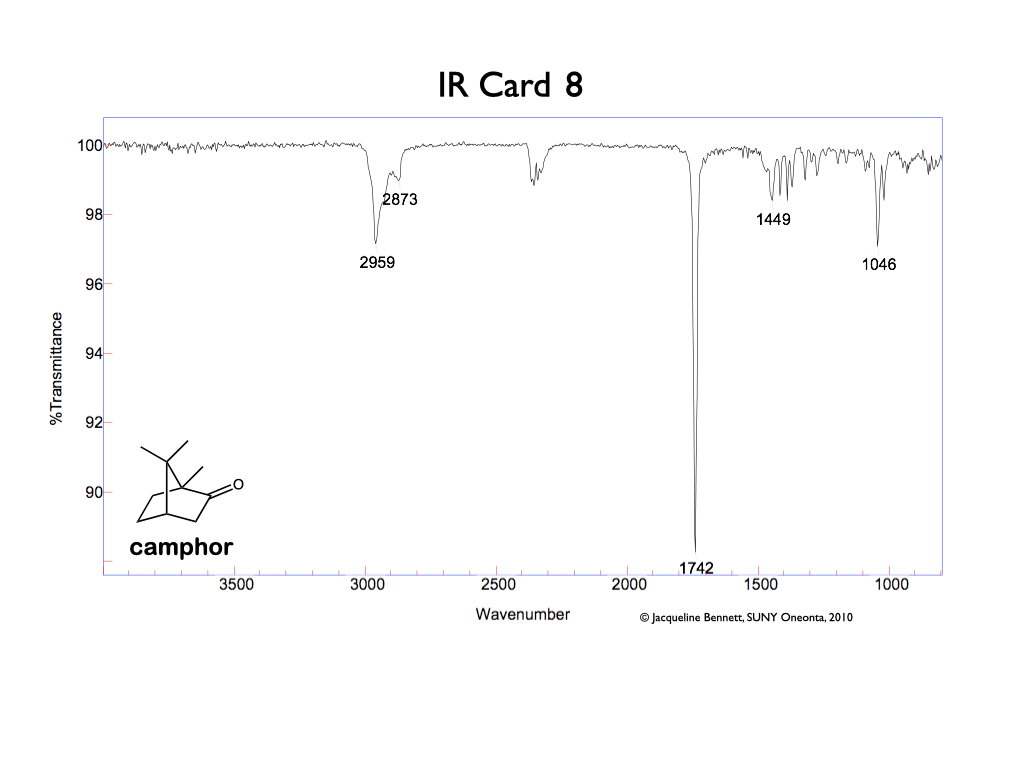 IR Card 8
100
98
96
94
92
90
%Transmittance
2873
2959
1449
1046
1742
O
camphor
3500 3000 2500 2000 1500 1000
Wavenumber
© Jacqueline Bennett, SUNY Oneonta, 2010